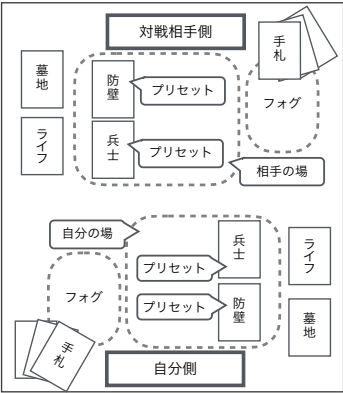 対戦相手側
手札
墓地
防壁
プリセット
フォグ
ライフ
兵士
プリセット
相手の場
自分の場
兵士
ライフ
プリセット
フォグ
プリセット
防壁
墓地
手札
自分側